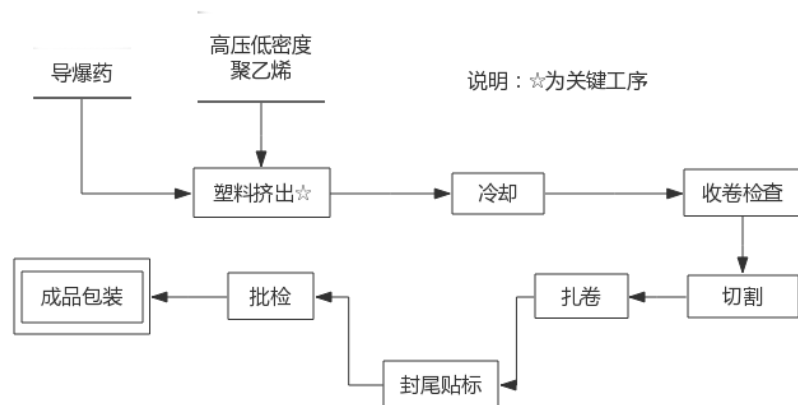 导爆药
高压低密度
聚乙烯
说明：☆为关键工序
塑料挤出☆
冷却
收卷检查
成品包装
批检
扎卷
切割
封尾贴标